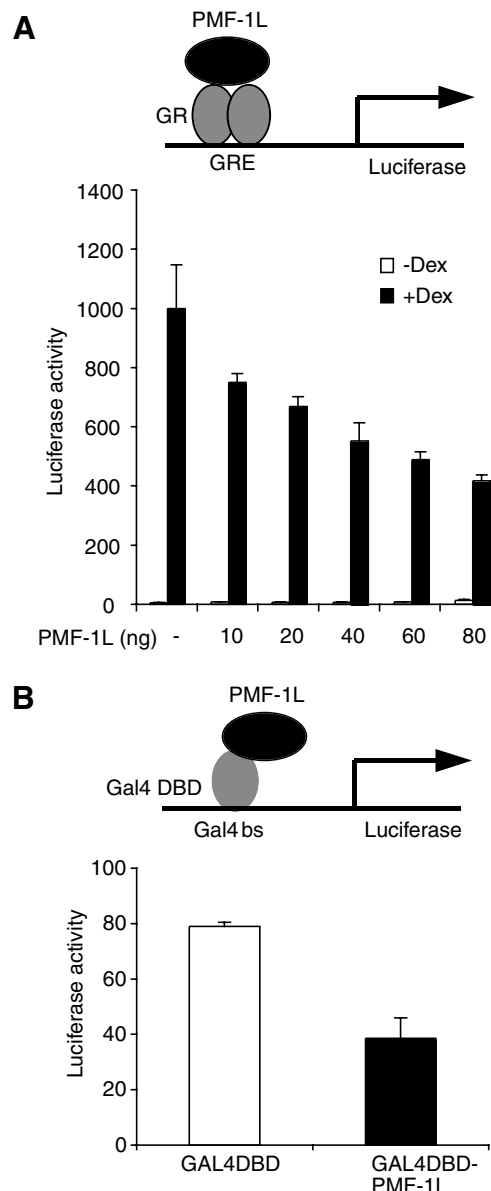 A
PMF-1L
GR
GRE
Luciferase
1400
1200
1000
800
600
400
200
0
Luciferase activity
-Dex
+Dex
PMF-1L (ng) - 10 20 40 60 80
B
PMF-1L
Gal4 DBD
Gal4bs
Luciferase
100
80
60
40
20
0
Luciferase activity
GAL4DBD
GAL4DBD-
PMF-1L